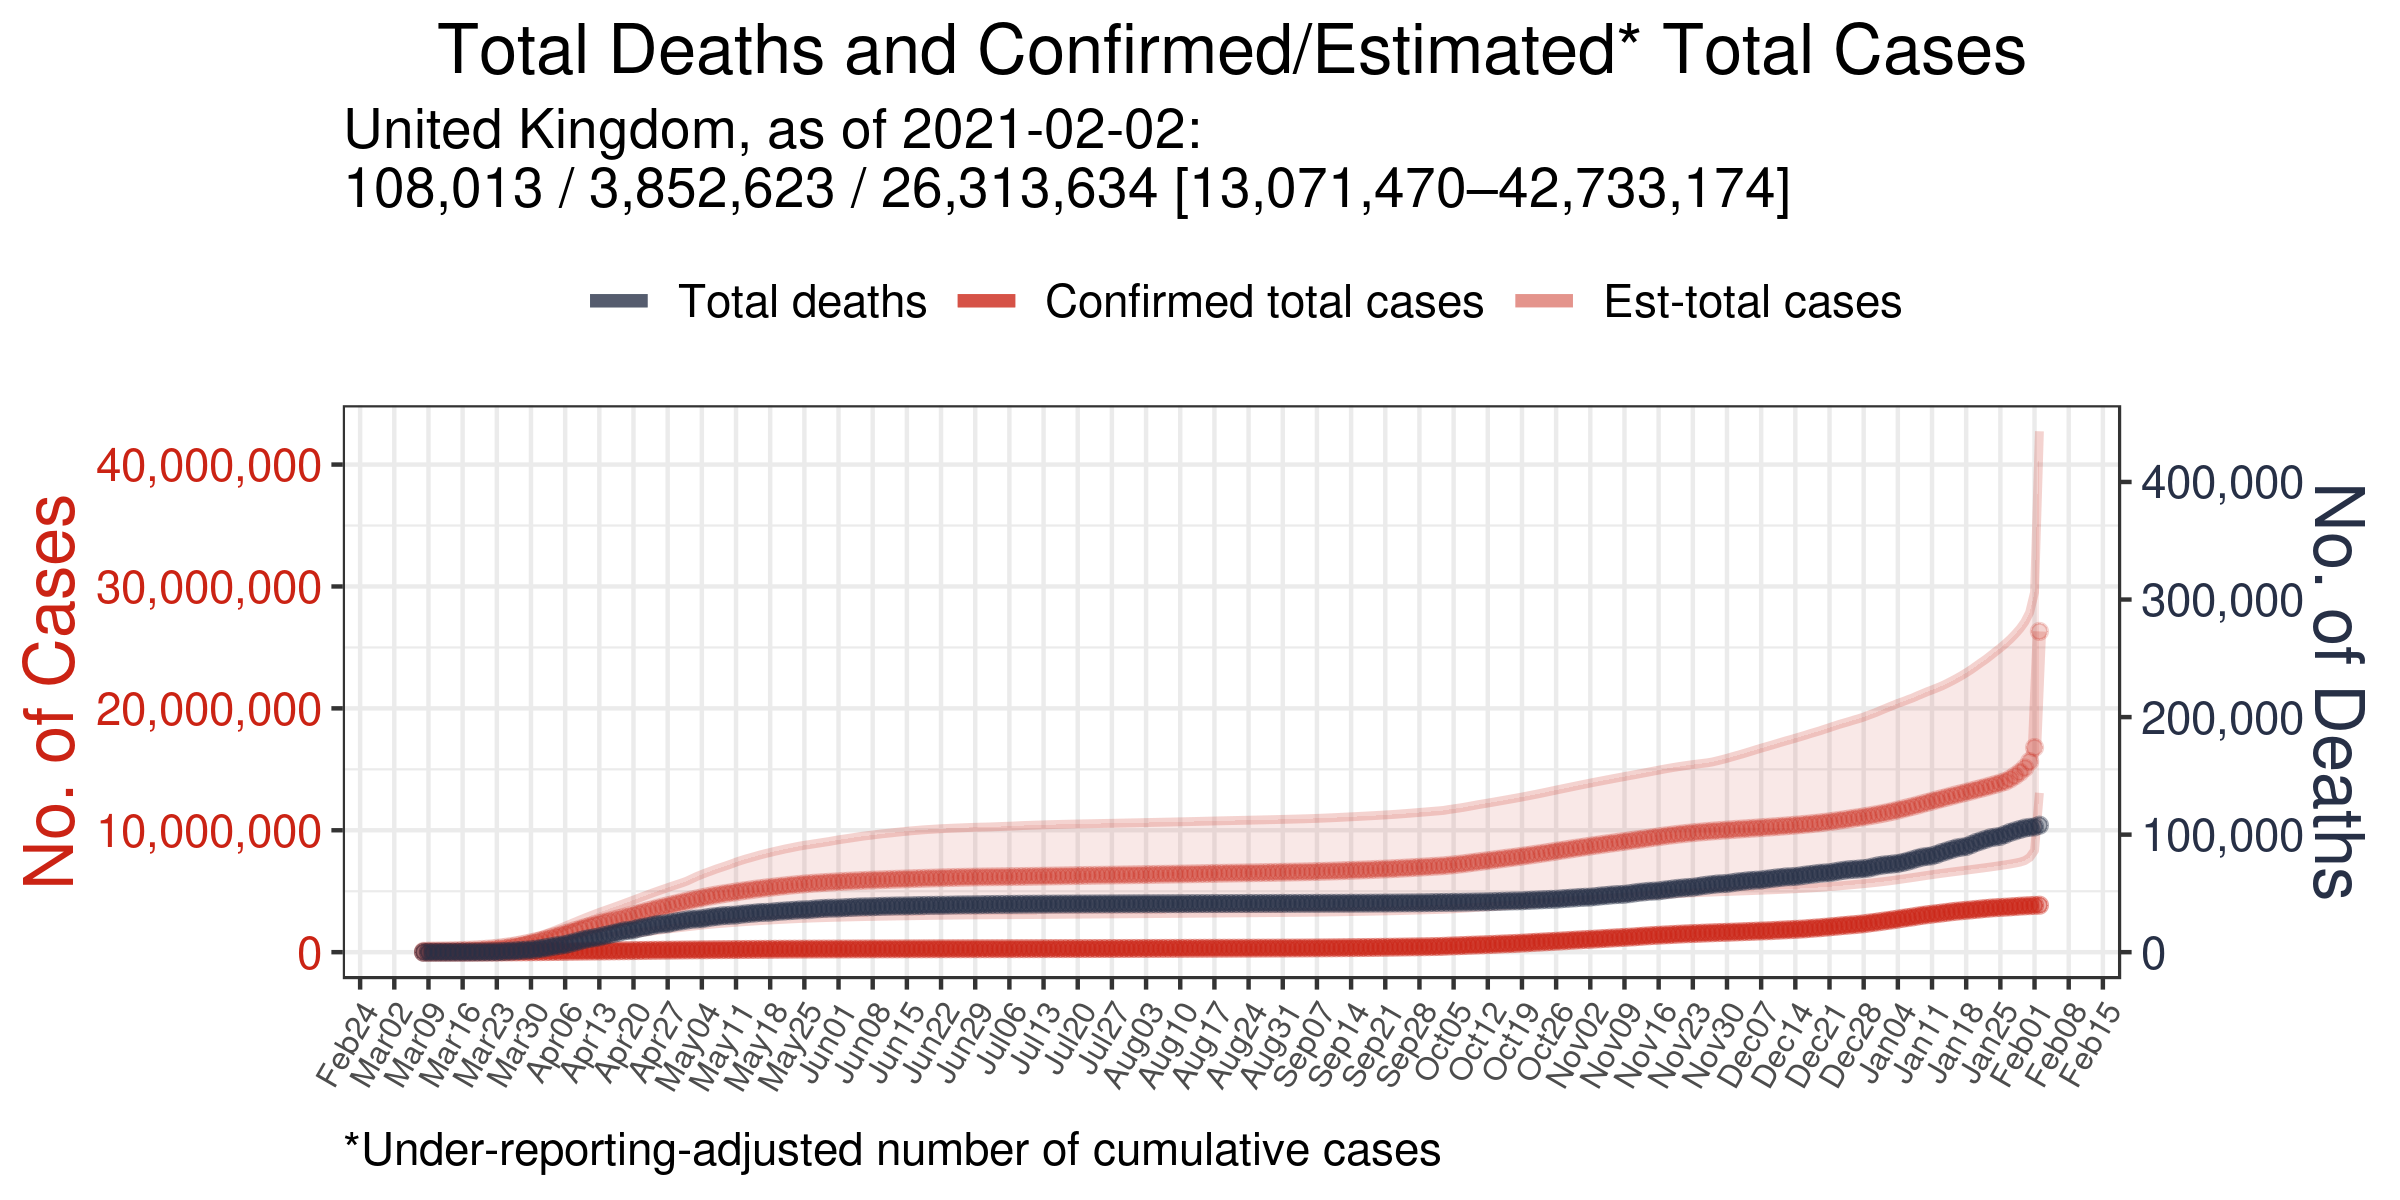 Total Deaths and Confirmed/Estimated* Total Cases
United Kingdom, as of 2021-02-02:
108,013 / 3,852,623 / 26,313,634 [13,071,470–42,733,174]
Total deaths
Confirmed total cases
Est-total cases
No. of Cases
40,000,000
30,000,000
20,000,000
10,000,000
0
400,000
300,000
200,000
100,000
0
No. of Deaths
Feb24
Mar02
Mar09
Mar16
Mar23
Mar30
Apr06
Apr13
Apr20
Apr27
May04
May11
May18
May25
Jun01
Jun08
Jun15
Jun22
Jun29
Jul06
Jul13
Jul20
Jul27
Aug03
Aug10
Aug17
Aug24
Aug31
Sep07
Sep14
Sep21
Sep28
Oct05
Oct12
Oct19
Oct26
Nov02
Nov09
Nov16
Nov23
Nov30
Dec07
Dec14
Dec21
Dec28
Jan04
Jan11
Jan18
Jan25
Feb01
Feb08
Feb15
*Under-reporting-adjusted number of cumulative cases